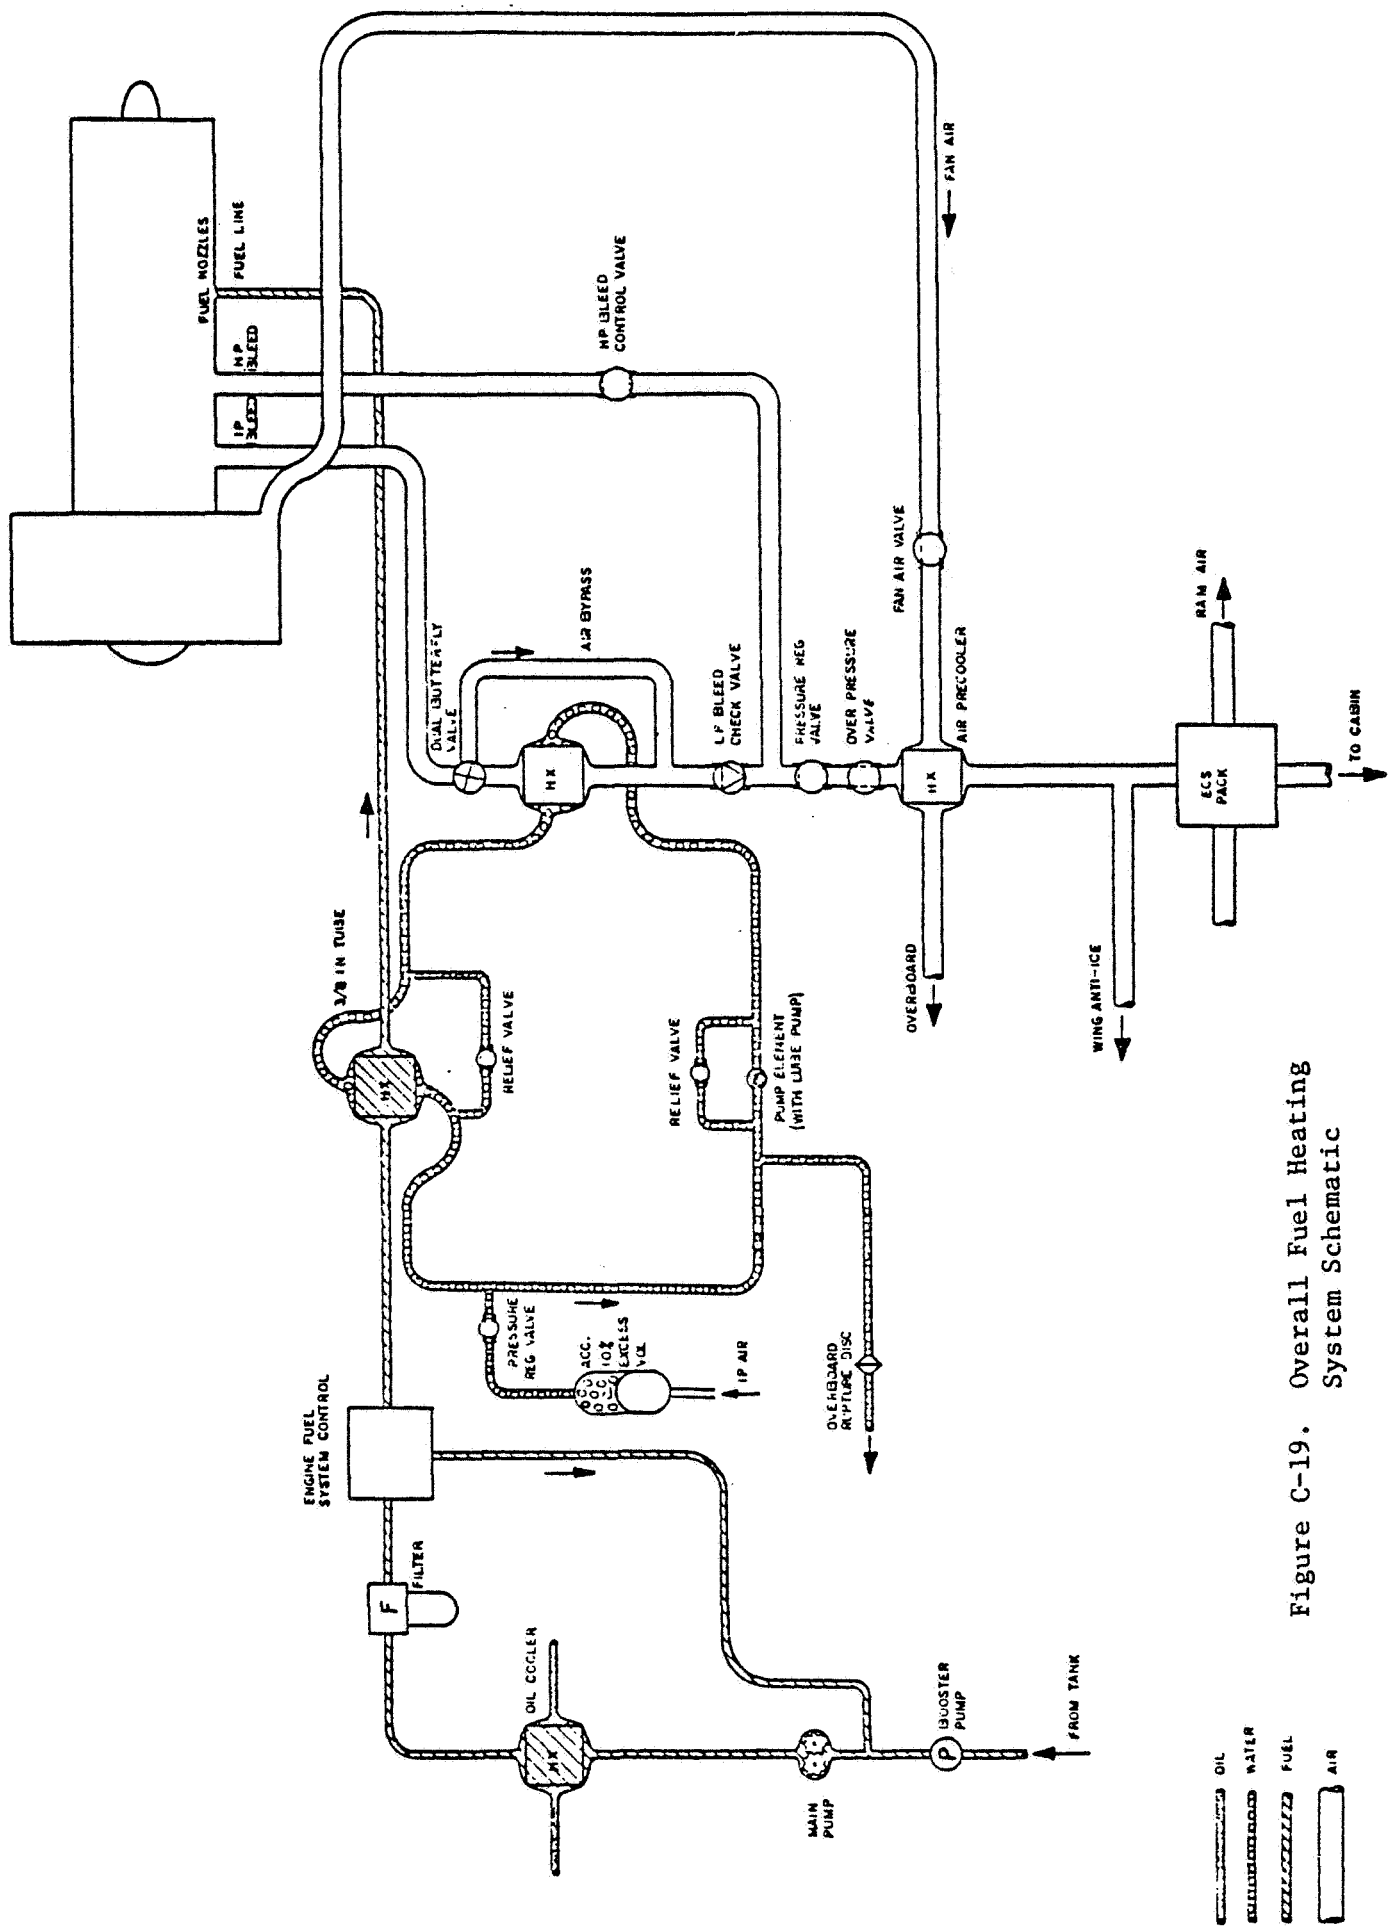 FUEL NOZZLES
FUEL LINE
HP
BLEED
IP
BLEED
HP BLEED
CONTROL VALVE
FAN AIR
FAN AIR VALVE
DUAL BUTTERFLY
VALVE
AIR BYPASS
HX
L.P BLEED
CHECK VALVE
PRESSURE REG
VALVE
OVER PRESSURE
VALVE
HX
AIR PRECOOLER
RAM AIR
ECS
PACK
TO CABIN
3/8 IN TUBE
HX
RELIEF VALVE
RELIEF VALVE
PUMP ELEMENT
(WITH LUBE PUMP)
OVERBOARD
WING ANTI-ICE
ENGINE FUEL
SYSTEM CONTROL
PRESSURE
REG VALVE
ACC.
10%
EXCESS
VOL
IP AIR
OVERBOARD
RUPTURE DISC
F
FILTER
OIL COOLER
HX
MAIN
PUMP
P
BOOSTER
PUMP
FROM TANK
OIL
WATER
FUEL
AIR
Figure C-19. Overall Fuel Heating
System Schematic